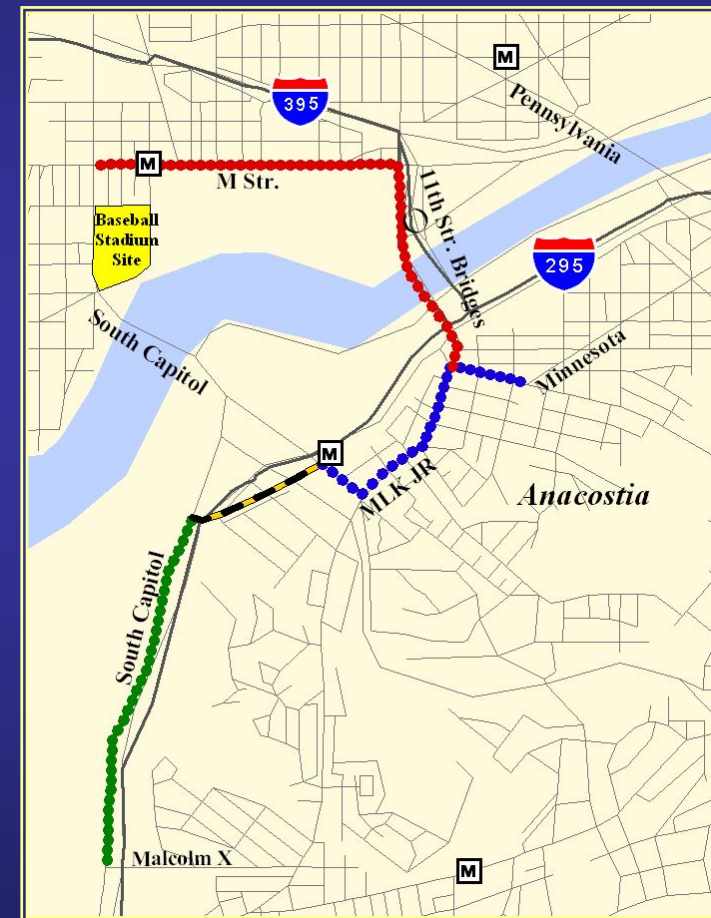 M
Pennsylvania
395
M
M Str.
11th Str. Bridges
Baseball
Stadium
Site
295
South Capitol
Minnesota
M
MLK JR
Anacostia
South Capitol
Malcolm X
M